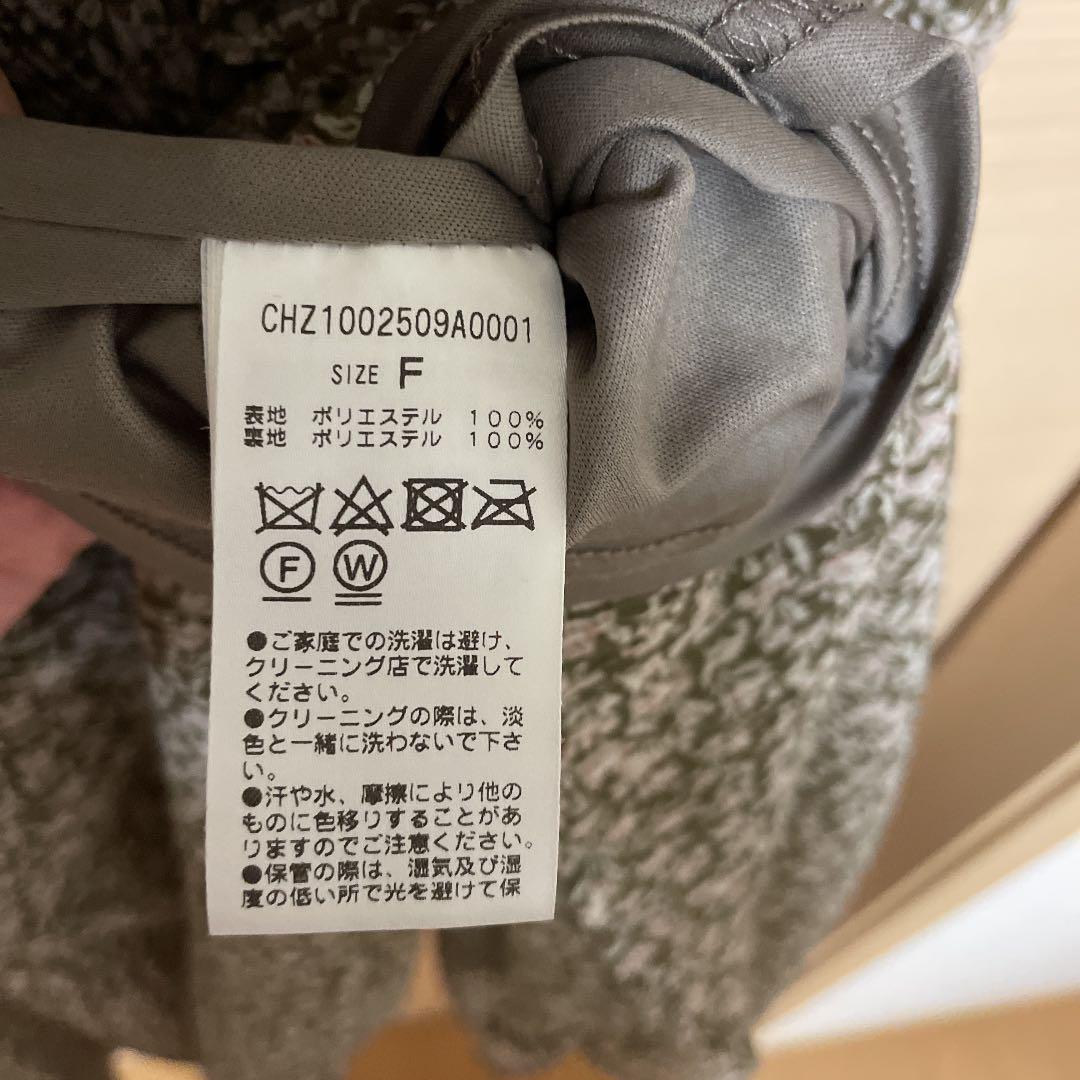 CHZ1002509A0001
SIZE F
表地 ポリエステル 100%
裏地 ポリエステル 100%
F W
●ご家庭での洗濯は避け、
クリーニング店で洗濯して
ください。
●クリーニングの際は、淡
色と一緒に洗わないで下さ
い。
●汗や水、摩擦により他の
ものに色移りすることがあ
りますのでご注意ください。
●保管の際は、湿気及び湿
度の低い所で光を避けて保